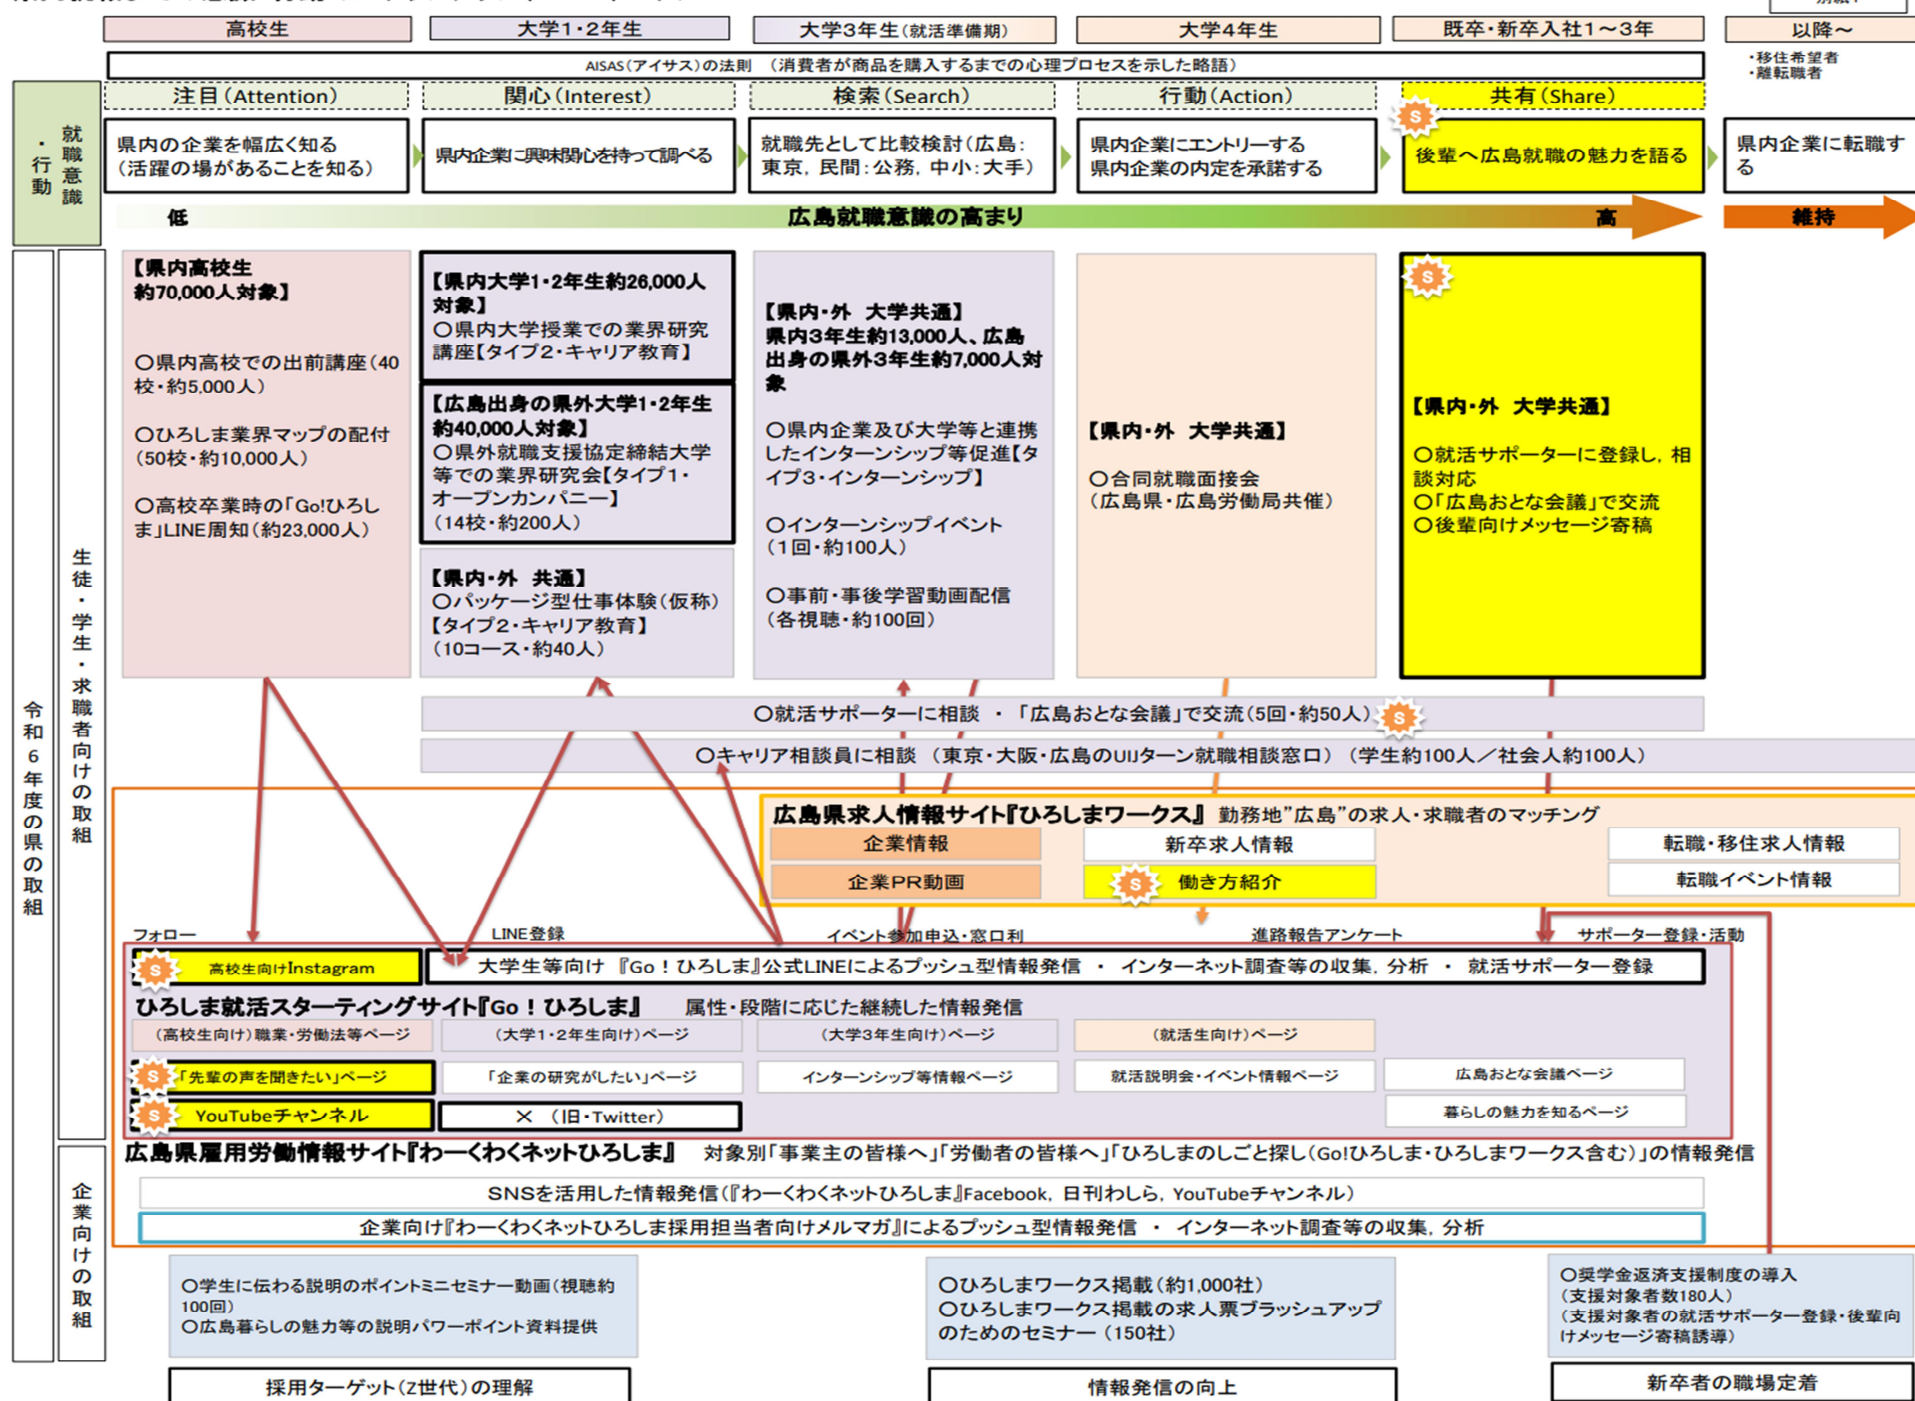 高校生
大学1・2年生
大学3年生(就活準備期)
大学4年生
既卒・新卒入社1～3年
以降～
・移住希望者
・離転職者
AISAS(アイサス)の法則 (消費者が商品を購入するまでの心理プロセスを示した略語)
就職意識
・行動
注目(Attention)
関心(Interest)
検索(Search)
行動(Action)
S
共有(Share)
県内の企業を幅広く知る
(活躍の場があることを知る)
県内企業に興味関心を持って調べる
就職先として比較検討(広島:
東京, 民間:公務, 中小:大手)
県内企業にエントリーする
県内企業の内定を承諾する
後輩へ広島就職の魅力を語る
県内企業に転職す
る
低
広島就職意識の高まり
高
維持
令和6年度の県の取組
生徒・学生・求職者向けの取組
【県内高校生
約70,000人対象】
○県内高校での出前講座(40
校・約5,000人)
○ひろしま業界マップの配付
(50校・約10,000人)
○高校卒業時の「Go!ひろし
ま」LINE周知(約23,000人)
【県内大学1・2年生約26,000人
対象】
○県内大学授業での業界研究
講座【タイプ2・キャリア教育】
【広島出身の県外大学1・2年生
約40,000人対象】
○県外就職支援協定締結大学
等での業界研究会【タイプ1・
オープンカンパニー】
(14校・約200人)
【県内・外 共通】
○パッケージ型仕事体験(仮称)
【タイプ2・キャリア教育】
(10コース・約40人)
【県内・外 大学共通】
県内3年生約13,000人、広島
出身の県外3年生約7,000人対
象
○県内企業及び大学等と連携
したインターンシップ等促進【タ
イプ3・インターンシップ】
○インターンシップイベント
(1回・約100人)
○事前・事後学習動画配信
(各視聴・約100回)
【県内・外 大学共通】
○合同就職面接会
(広島県・広島労働局共催)
S
【県内・外 大学共通】
○就活サポーターに登録し, 相
談対応
○「広島おとな会議」で交流
○後輩向けメッセージ寄稿
○就活サポーターに相談 ・ 「広島おとな会議」で交流(5回・約50人)
S
○キャリア相談員に相談 (東京・大阪・広島のUIJターン就職相談窓口) (学生約100人／社会人約100人)
広島県求人情報サイト『ひろしまワークス』 勤務地”広島”の求人・求職者のマッチング
企業情報
新卒求人情報
転職・移住求人情報
企業PR動画
S
働き方紹介
転職イベント情報
フォロー
LINE登録
イベント参加申込・窓口利
進路報告アンケート
サポーター登録・活動
S
高校生向けInstagram
大学生等向け 『Go！ひろしま』公式LINEによるプッシュ型情報発信 ・ インターネット調査等の収集, 分析 ・ 就活サポーター登録
ひろしま就活スターティングサイト『Go！ひろしま』 属性・段階に応じた継続した情報発信
(高校生向け)職業・労働法等ページ
(大学1・2年生向け)ページ
(大学3年生向け)ページ
(就活生向け)ページ
S
「先輩の声を聞きたい」ページ
「企業の研究がしたい」ページ
インターンシップ等情報ページ
就活説明会・イベント情報ページ
広島おとな会議ページ
S
YouTubeチャンネル
X (旧・Twitter)
暮らしの魅力を知るページ
企業向けの取組
広島県雇用労働情報サイト『わーくわくネットひろしま』 対象別「事業主の皆様へ」「労働者の皆様へ」「ひろしまのしごと探し(Go!ひろしま・ひろしまワークス含む)」の情報発信
SNSを活用した情報発信(『わーくわくネットひろしま』Facebook, 日刊わしら, YouTubeチャンネル)
企業向け『わーくわくネットひろしま採用担当者向けメルマガ』によるプッシュ型情報発信 ・ インターネット調査等の収集, 分析
○学生に伝わる説明のポイントミニセミナー動画(視聴約
100回)
○広島暮らしの魅力等の説明パワーポイント資料提供
○ひろしまワークス掲載(約1,000社)
○ひろしまワークス掲載の求人票ブラッシュアップ
のためのセミナー (150社)
○奨学金返済支援制度の導入
(支援対象者数180人)
(支援対象者の就活サポーター登録・後輩向
けメッセージ寄稿誘導)
採用ターゲット(Z世代)の理解
情報発信の向上
新卒者の職場定着